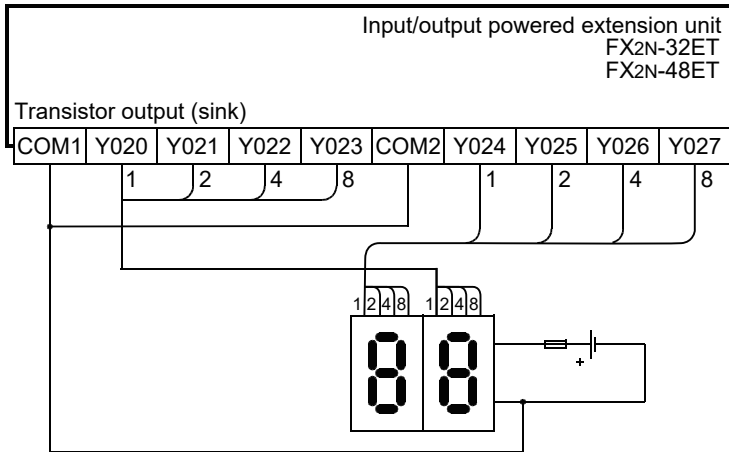 Input/output powered extension unit
FX2N-32ET
FX2N-48ET
Transistor output (sink)
COM1 Y020 Y021 Y022 Y023 COM2 Y024 Y025 Y026 Y027
1 2 4 8 1 2 4 8
1 2 4 8 1 2 4 8
8 8
+